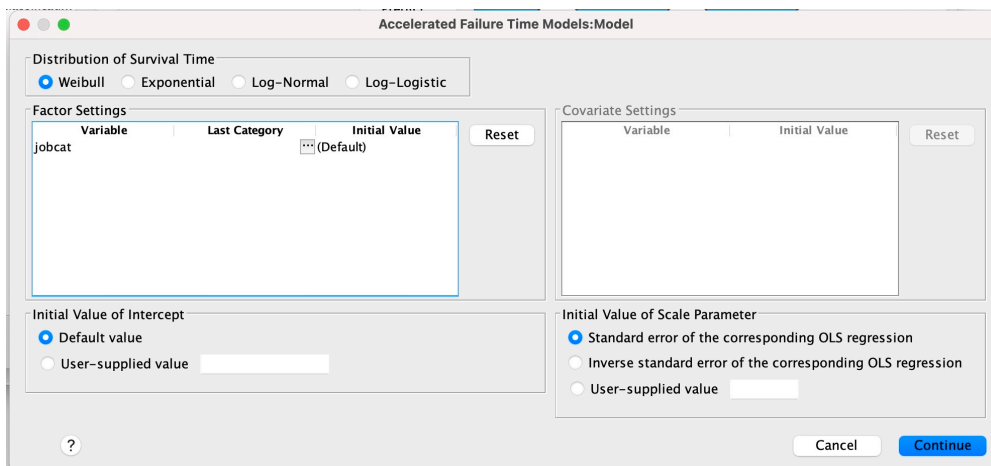 Accelerated Failure Time Models:Model
Distribution of Survival Time
Weibull Exponential Log-Normal Log-Logistic
Factor Settings
Variable Last Category Initial Value
jobcat ... (Default)
Reset
Covariate Settings
Variable Initial Value
Reset
Initial Value of Intercept
Default value
User-supplied value
Initial Value of Scale Parameter
Standard error of the corresponding OLS regression
Inverse standard error of the corresponding OLS regression
User-supplied value
? Cancel Continue